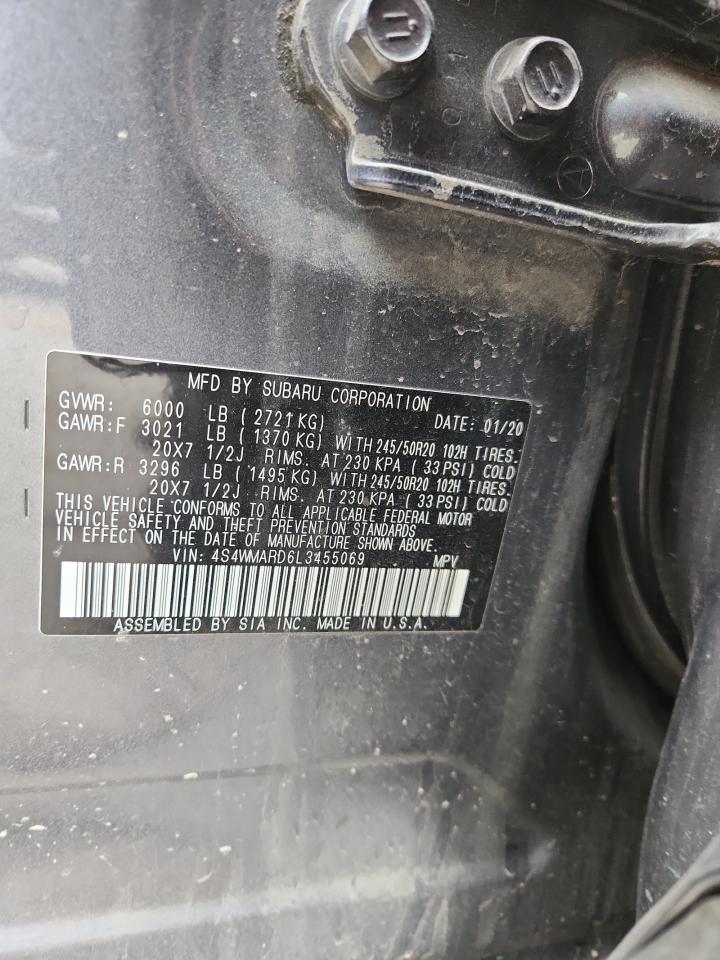 MFD BY SUBARU CORPORATION
GVWR: 6000 LB ( 2721 KG) DATE: 01/20
GAWR:F 3021 LB ( 1370 KG) WITH 245/50R20 102H TIRES.
20X7 1/2J RIMS. AT 230 KPA ( 33 PSI) COLD
GAWR:R 3296 LB ( 1495 KG) WITH 245/50R20 102H TIRES.
20X7 1/2J RIMS. AT 230 KPA ( 33 PSI) COLD
THIS VEHICLE CONFORMS TO ALL APPLICABLE FEDERAL MOTOR
VEHICLE SAFETY AND THEFT PREVENTION STANDARDS
IN EFFECT ON THE DATE OF MANUFACTURE SHOWN ABOVE.
VIN: 4S4WMARD6L3455069 MPV
ASSEMBLED BY SIA INC. MADE IN U.S.A.